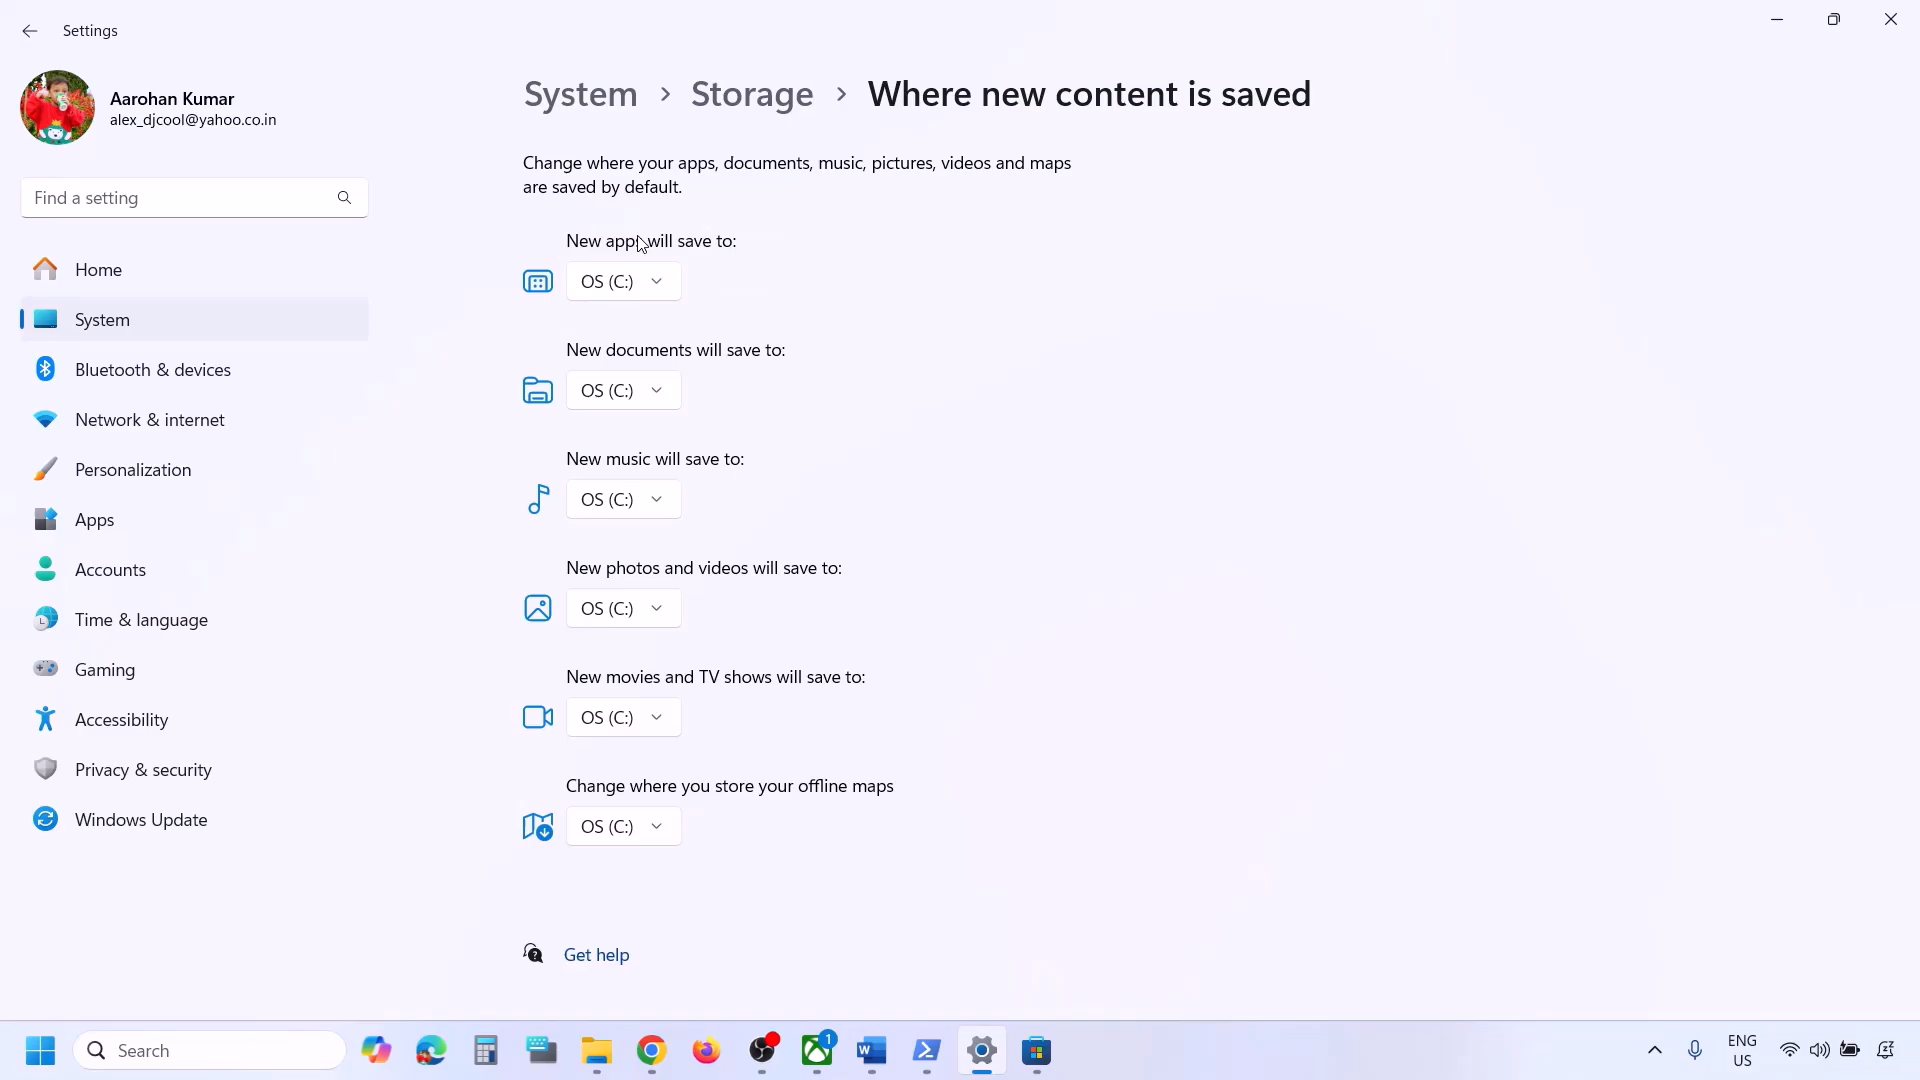 Settings
Aarohan Kumar
alex_djcool@yahoo.co.in
Find a setting
Home
System
Bluetooth & devices
Network & internet
Personalization
Apps
Accounts
Time & language
Gaming
Accessibility
Privacy & security
Windows Update
System > Storage > Where new content is saved
Change where your apps, documents, music, pictures, videos and maps
are saved by default.
New apps will save to:
OS (C:)
New documents will save to:
OS (C:)
New music will save to:
OS (C:)
New photos and videos will save to:
OS (C:)
New movies and TV shows will save to:
OS (C:)
Change where you store your offline maps
OS (C:)
Get help
Search
1
W
ENG
US